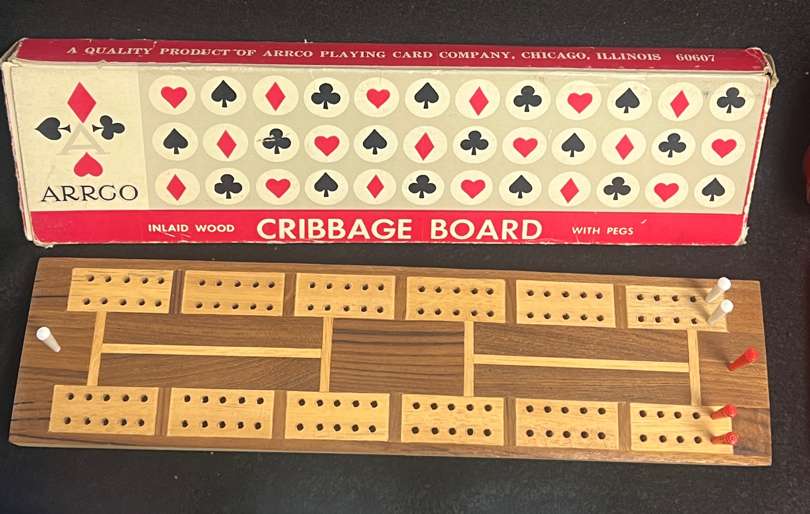 A QUALITY PRODUCT OF ARRCO PLAYING CARD COMPANY, CHICAGO, ILLINOIS 60607
A
ARRCO
INLAID WOOD CRIBBAGE BOARD WITH PEGS